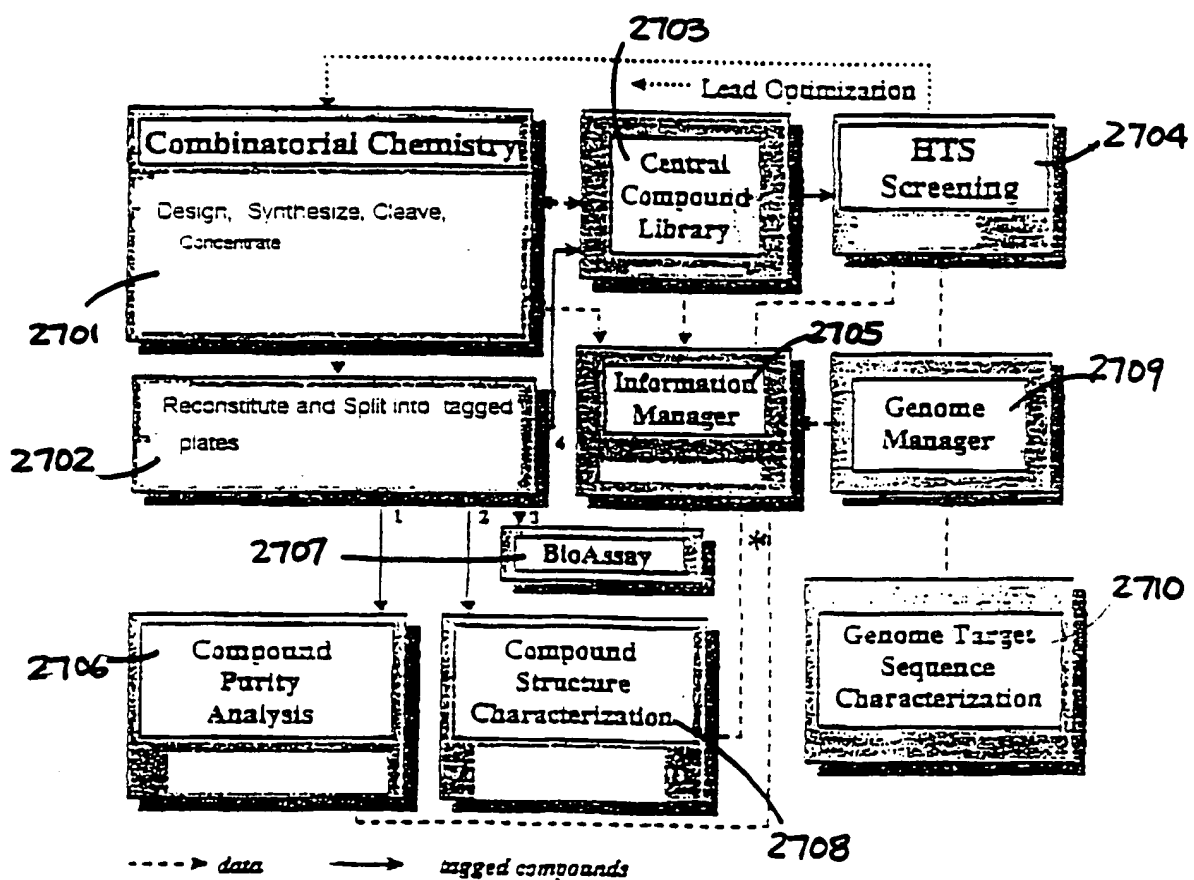 2703
Lead Optimization
Combinatorial Chemistry
Design, Synthesize, Cleave,
Concentrate
2701
Central
Compound
Library
HTS
Screening
2704
2705
Information
Manager
2709
Genome
Manager
Reconstitute and Split into tagged
plates
2702
4
1
2
3
2707
BioAssay
*
2706
Compound
Purity
Analysis
Compound
Structure
Characterization
2708
2710
Genome Target
Sequence
Characterization
data
tagged compounds